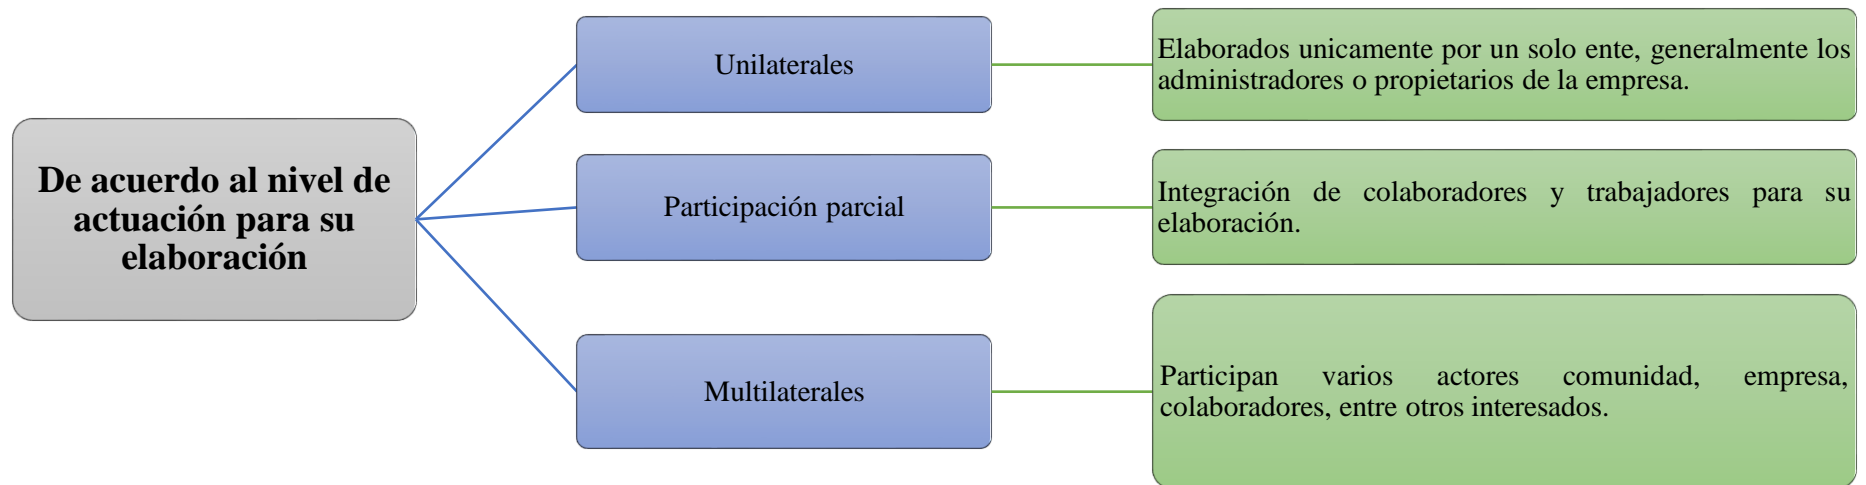 De acuerdo al nivel de
actuación para su
elaboración
Unilaterales
Elaborados unicamente por un solo ente, generalmente los
administradores o propietarios de la empresa.
Participación parcial
Integración de colaboradores y trabajadores para su
elaboración.
Multilaterales
Participan varios actores comunidad, empresa,
colaboradores, entre otros interesados.